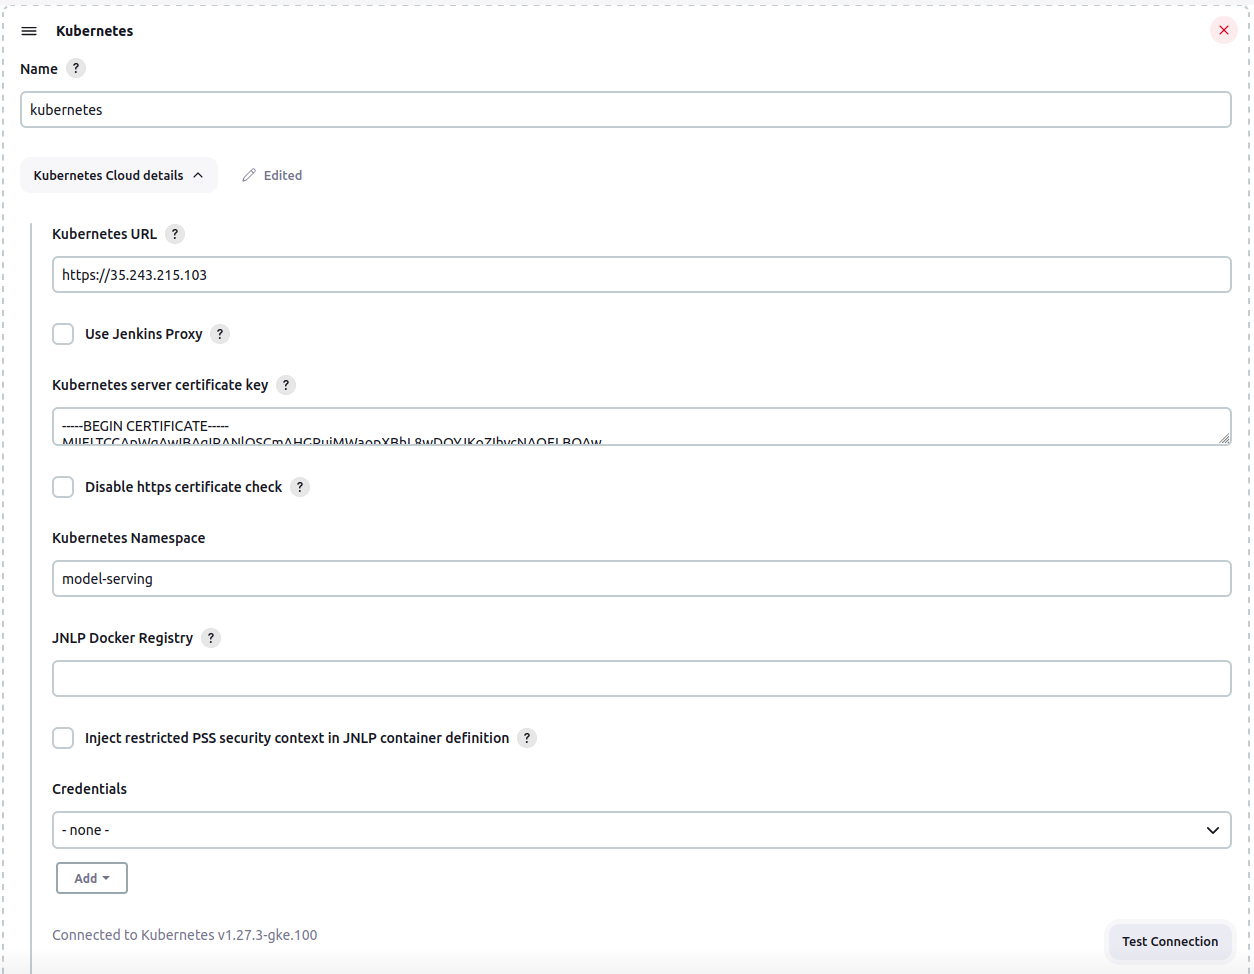 Kubernetes
Name ?
kubernetes
Kubernetes Cloud details
Edited
Kubernetes URL ?
https://35.243.215.103
Use Jenkins Proxy ?
Kubernetes server certificate key ?
-----BEGIN CERTIFICATE-----
Disable https certificate check ?
Kubernetes Namespace
model-serving
JNLP Docker Registry ?
Inject restricted PSS security context in JNLP container definition ?
Credentials
- none -
Add
Connected to Kubernetes v1.27.3-gke.100
Test Connection